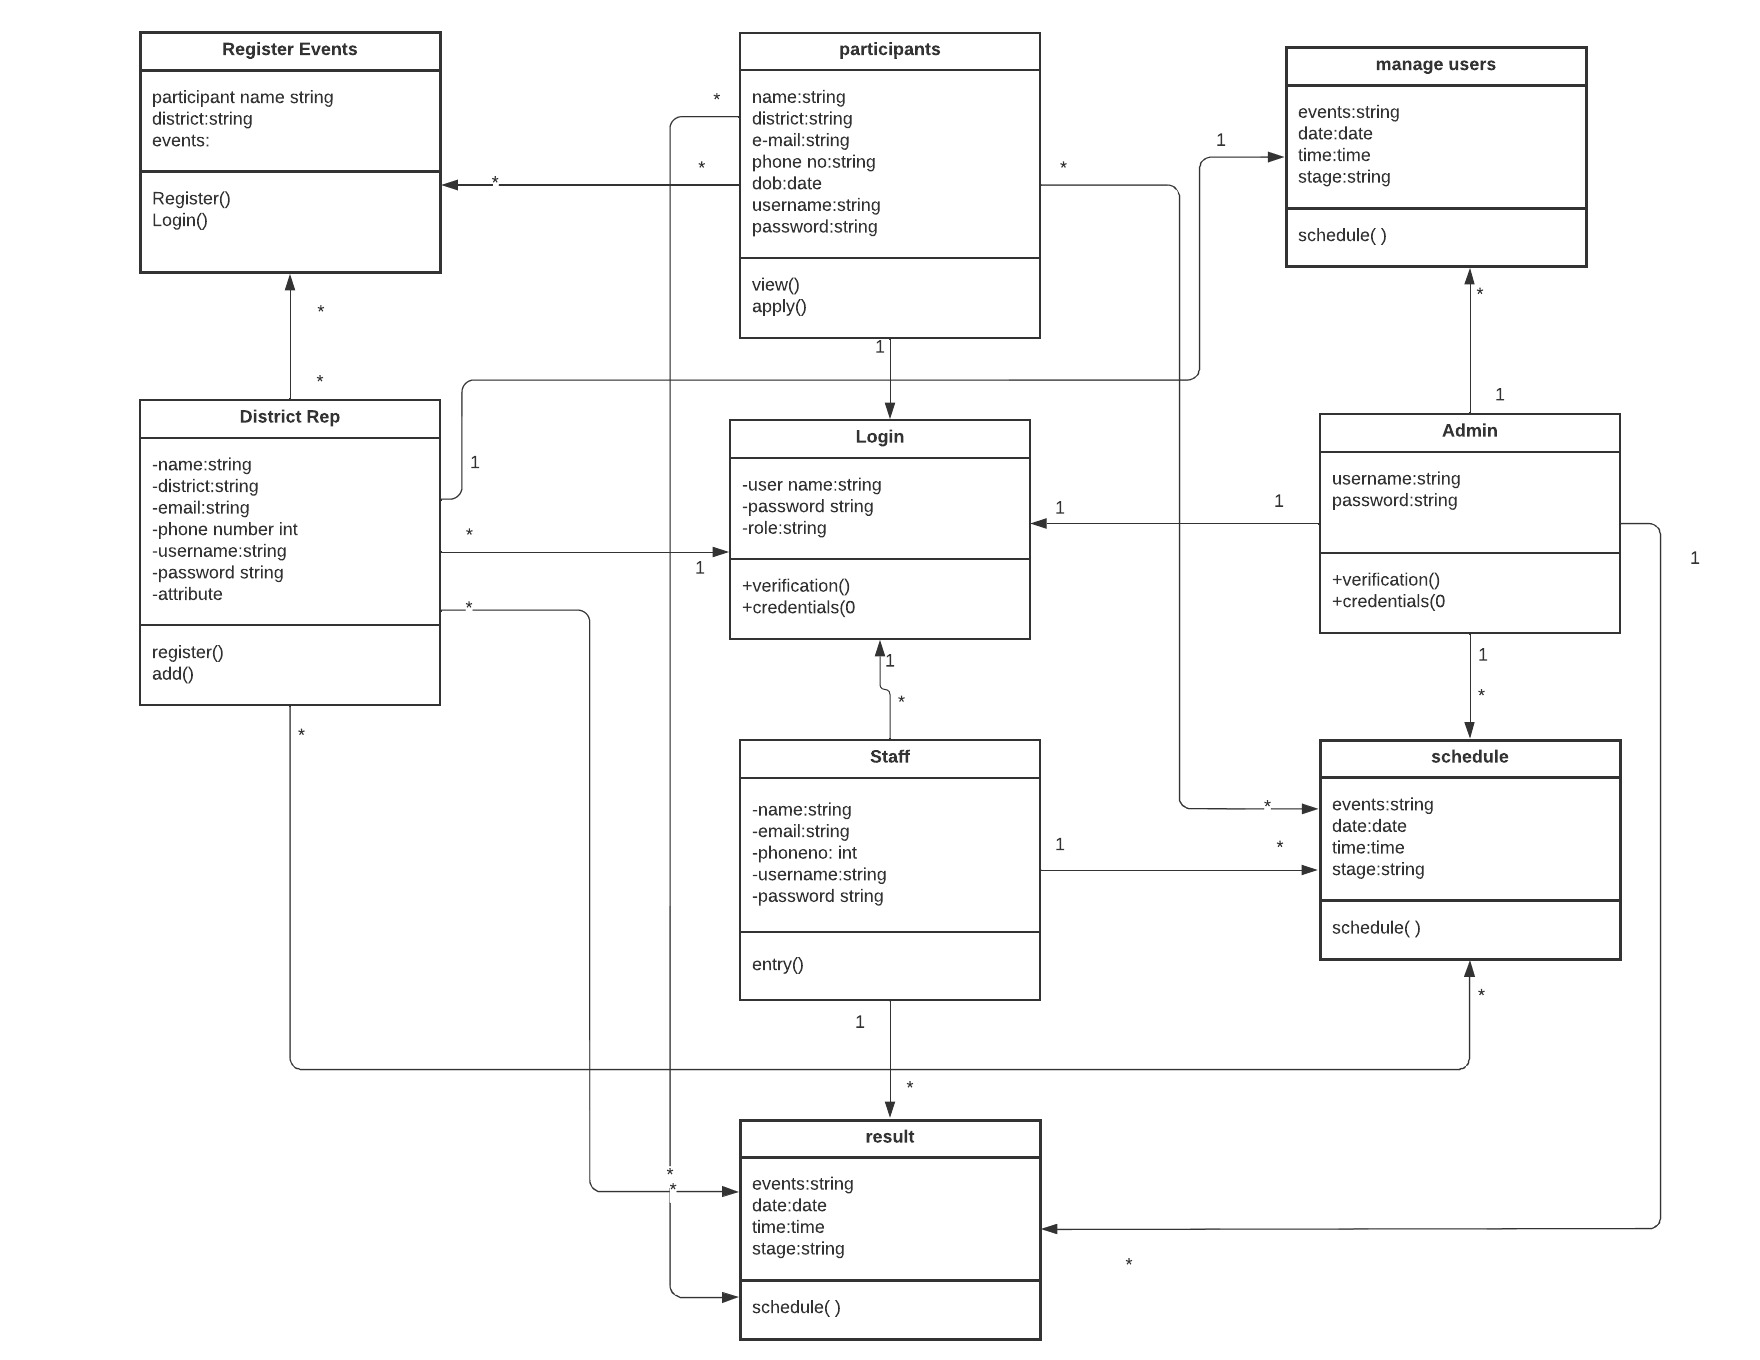 Register Events
participant name string
district:string
events:
Register()
Login()
participants
name:string
district:string
e-mail:string
phone no:string
dob:date
username:string
password:string
view()
apply()
manage users
events:string
date:date
time:time
stage:string
schedule( )
*
*
*
*
1
*
*
1
*
1
District Rep
-name:string
-district:string
-email:string
-phone number int
-username:string
-password string
-attribute
register()
add()
1
*
1
*
*
Login
-user name:string
-password string
-role:string
+verification()
+credentials(0
1
1
Admin
username:string
password:string
+verification()
+credentials(0
1
1
*
1
*
Staff
-name:string
-email:string
-phoneno: int
-username:string
-password string
entry()
*
1
*
schedule
events:string
date:date
time:time
stage:string
schedule( )
*
1
*
*
*
result
events:string
date:date
time:time
stage:string
schedule( )
*